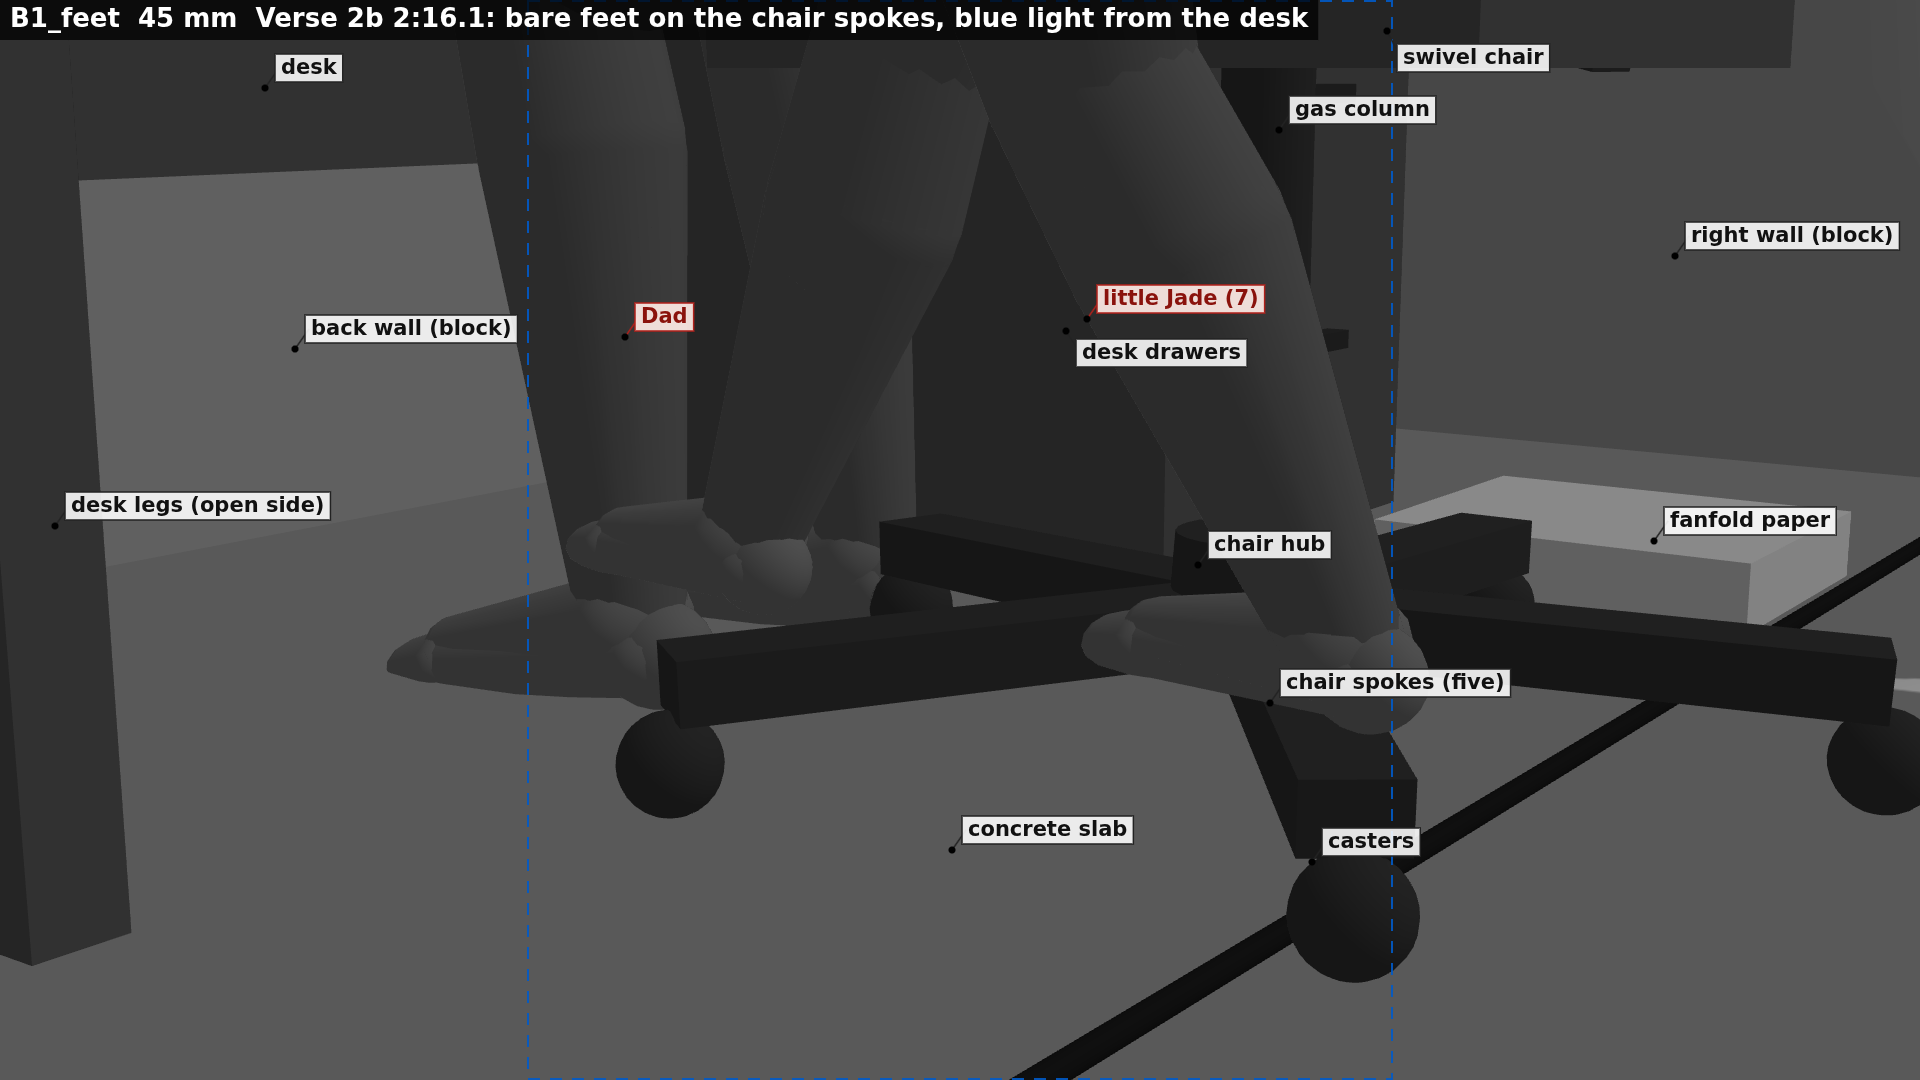 B1_feet 45 mm Verse 2b 2:16.1: bare feet on the chair spokes, blue light from the desk
swivel chair
desk
gas column
right wall (block)
little Jade (7)
Dad
back wall (block)
desk drawers
desk legs (open side)
fanfold paper
chair hub
chair spokes (five)
concrete slab
casters